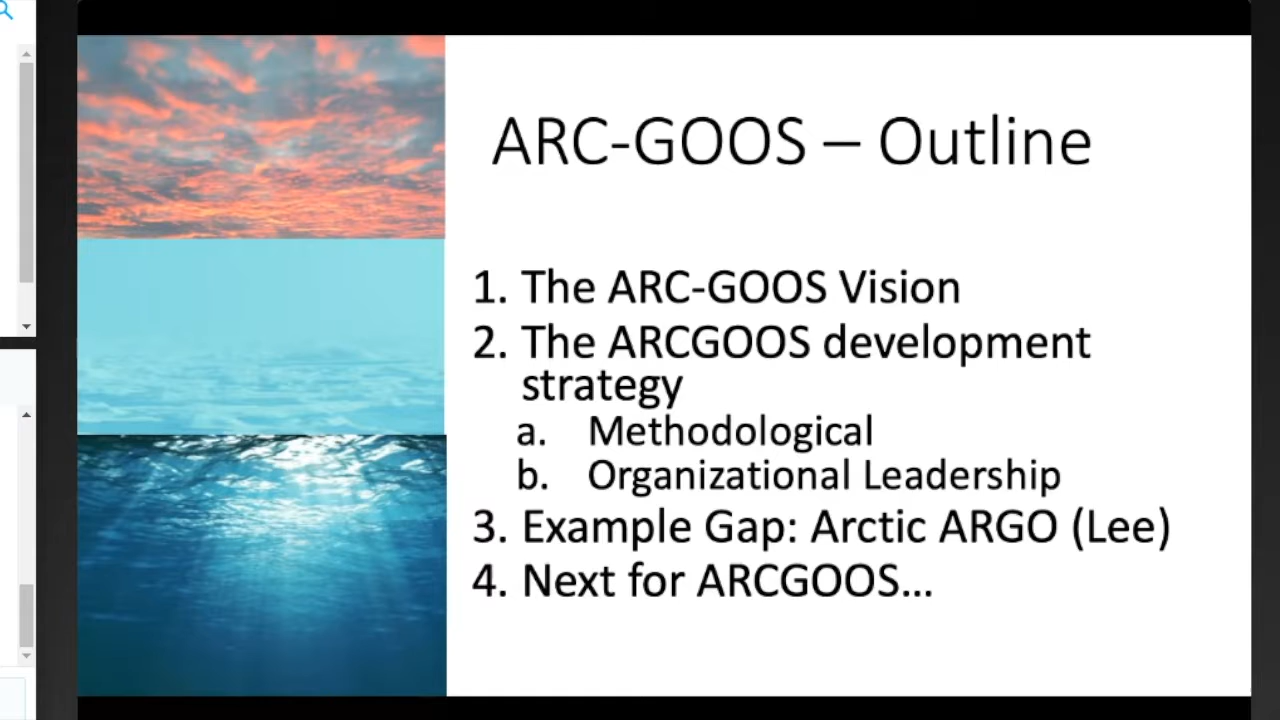 ARC-GOOS – Outline
1. The ARC-GOOS Vision
2. The ARCGOOS development
strategy
a. Methodological
b. Organizational Leadership
3. Example Gap: Arctic ARGO (Lee)
4. Next for ARCGOOS...